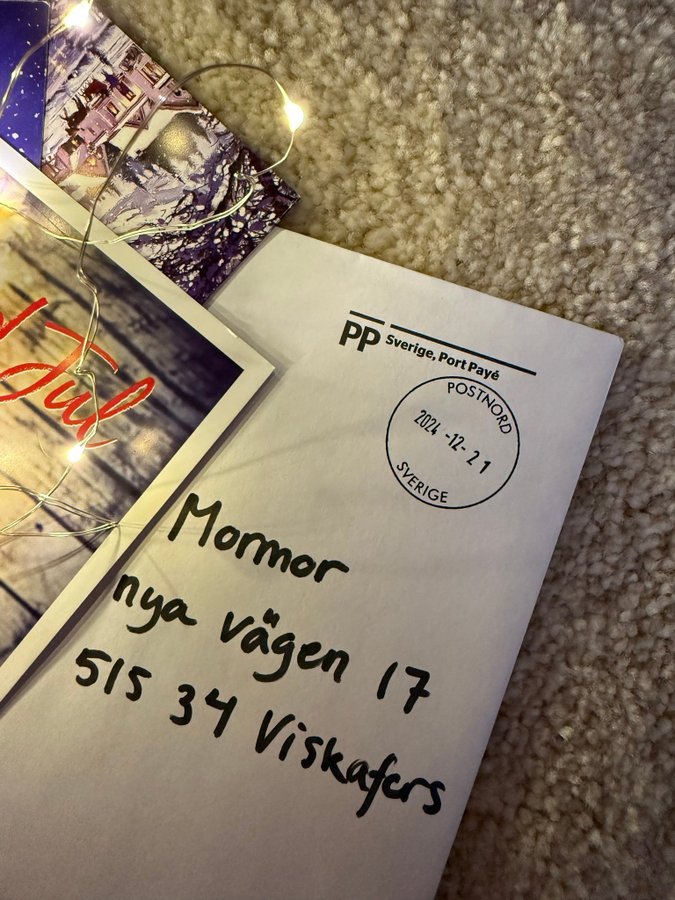 Jul
PP Sverige, Port Payé
POSTNORD
2024-12-21
SVERIGE
Mormor
nya vägen 17
515 34 Viskafors